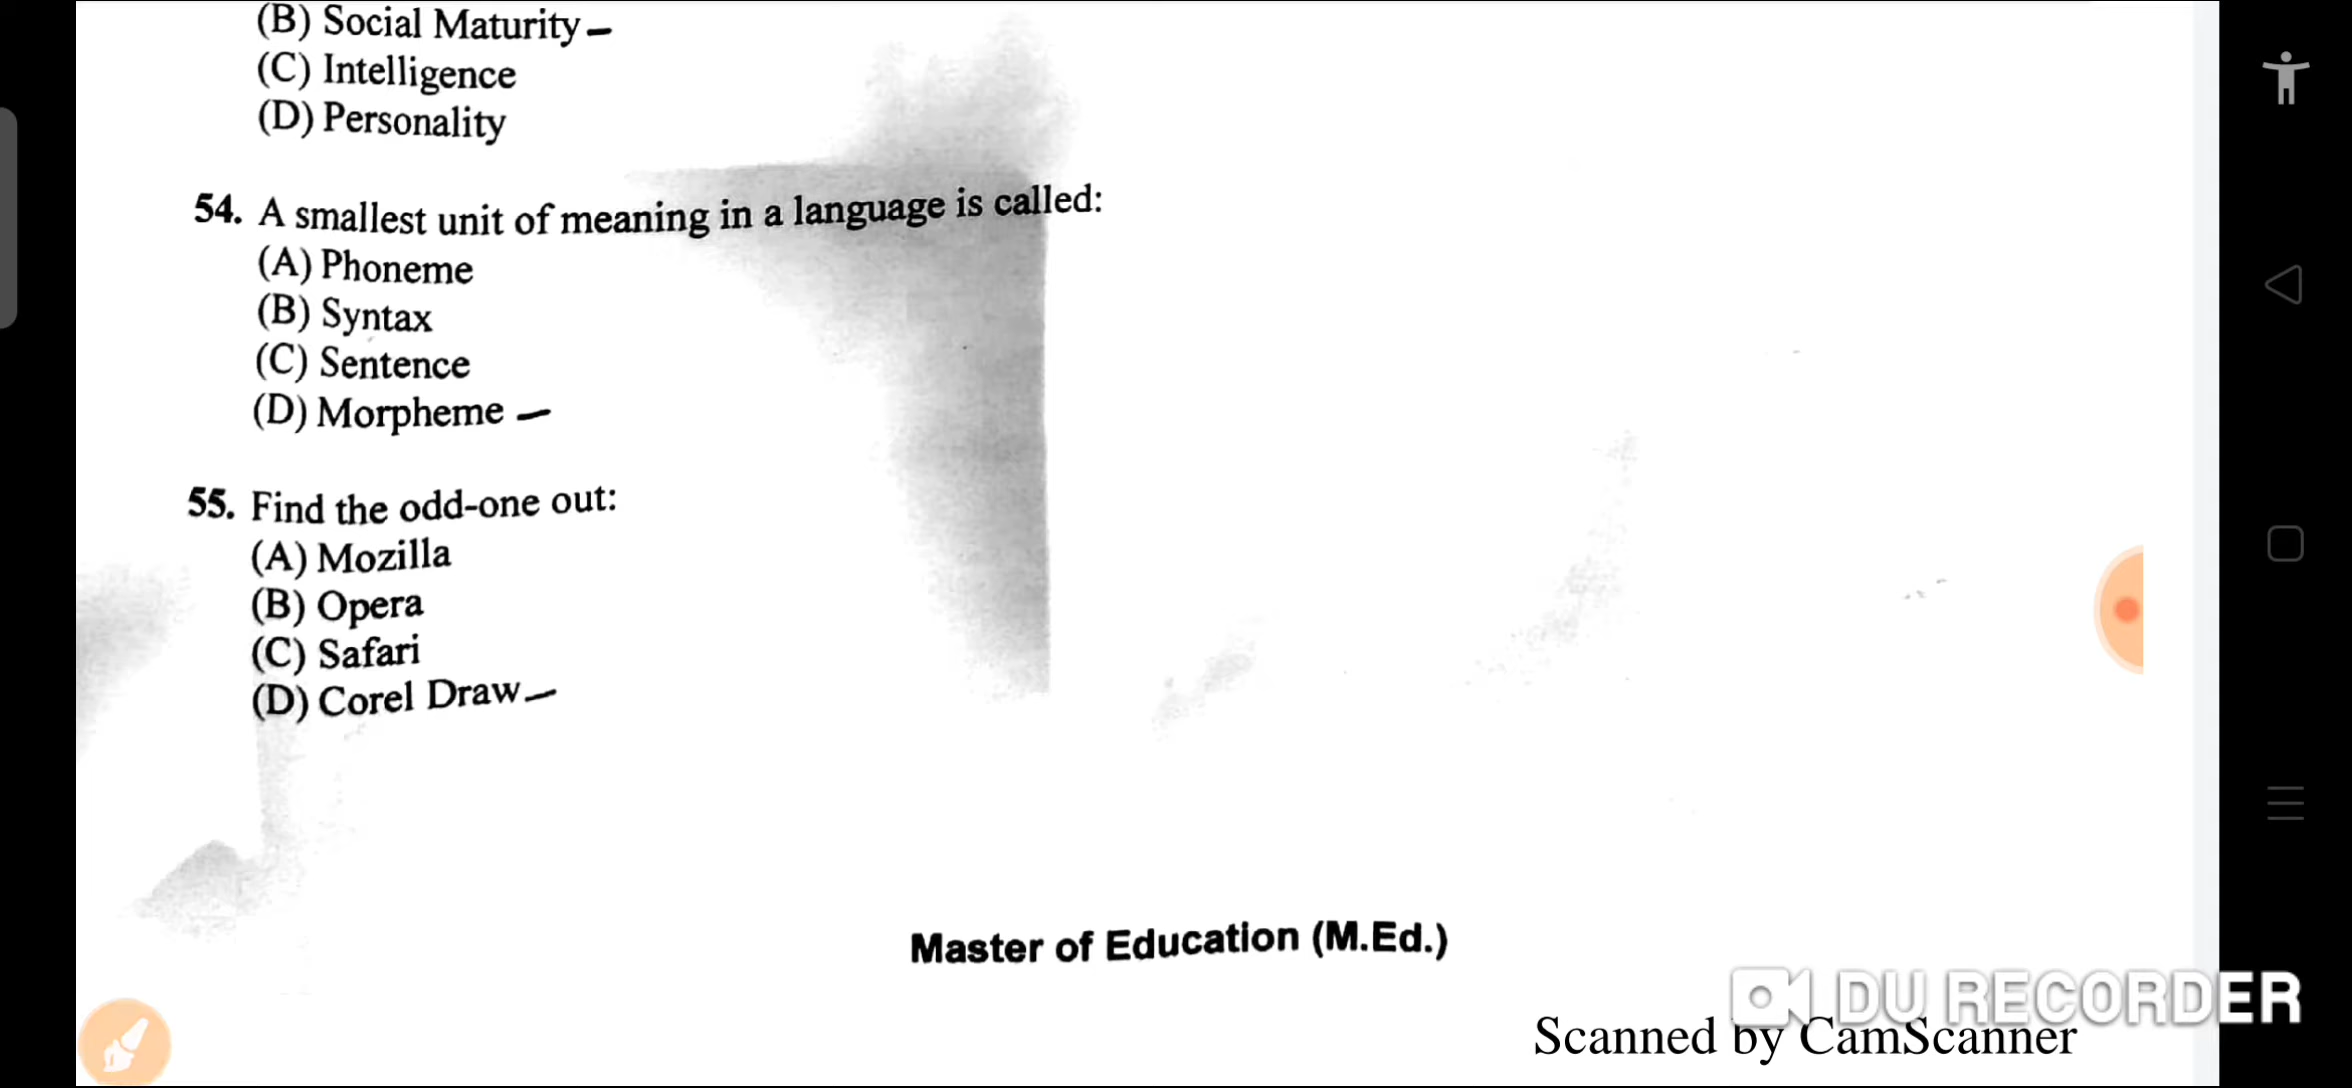 (B) Social Maturity –
(C) Intelligence
(D) Personality
54. A smallest unit of meaning in a language is called:
(A) Phoneme
(B) Syntax
(C) Sentence
(D) Morpheme –
55. Find the odd-one out:
(A) Mozilla
(B) Opera
(C) Safari
(D) Corel Draw –
Master of Education (M.Ed.)
DU RECORDER
Scanned by CamScanner